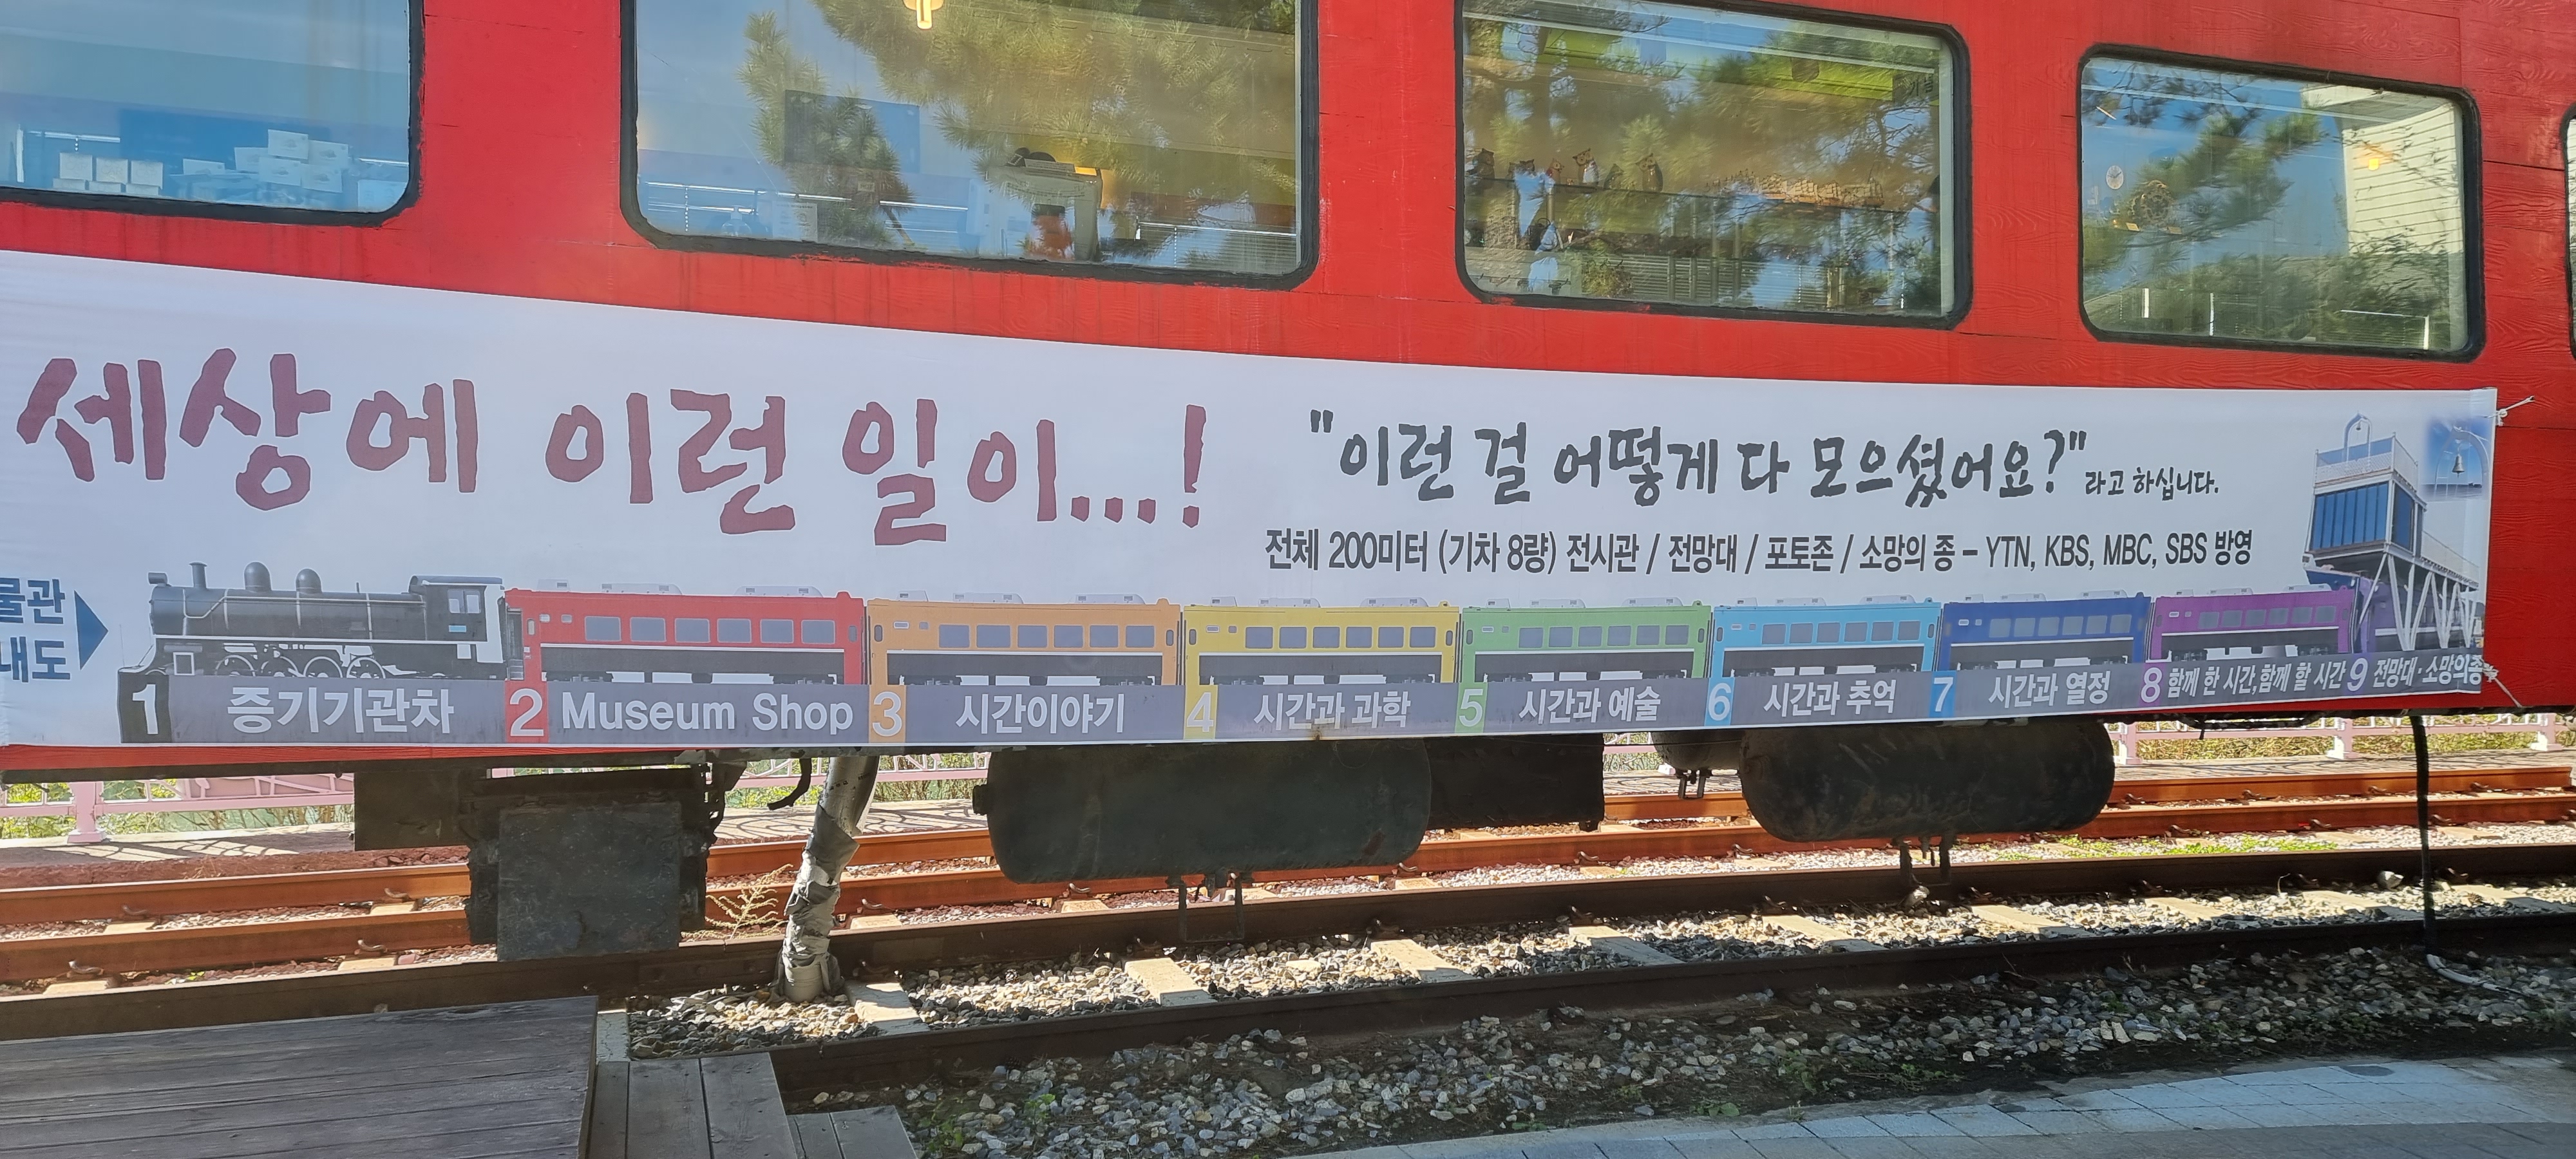 세상에 이런 일이...!
"이런 걸 어떻게 다 모으셨어요?" 라고 하십니다.
전체 200미터 (기차 8량) 전시관 / 전망대 / 포토존 / 소망의 종 - YTN, KBS, MBC, SBS 방영
물관
내도
1 증기기관차 2 Museum Shop 3 시간이야기 4 시간과 과학 5 시간과 예술 6 시간과 추억 7 시간과 열정 8 함께 한 시간, 함께 할 시간 9 전망대·소망의종